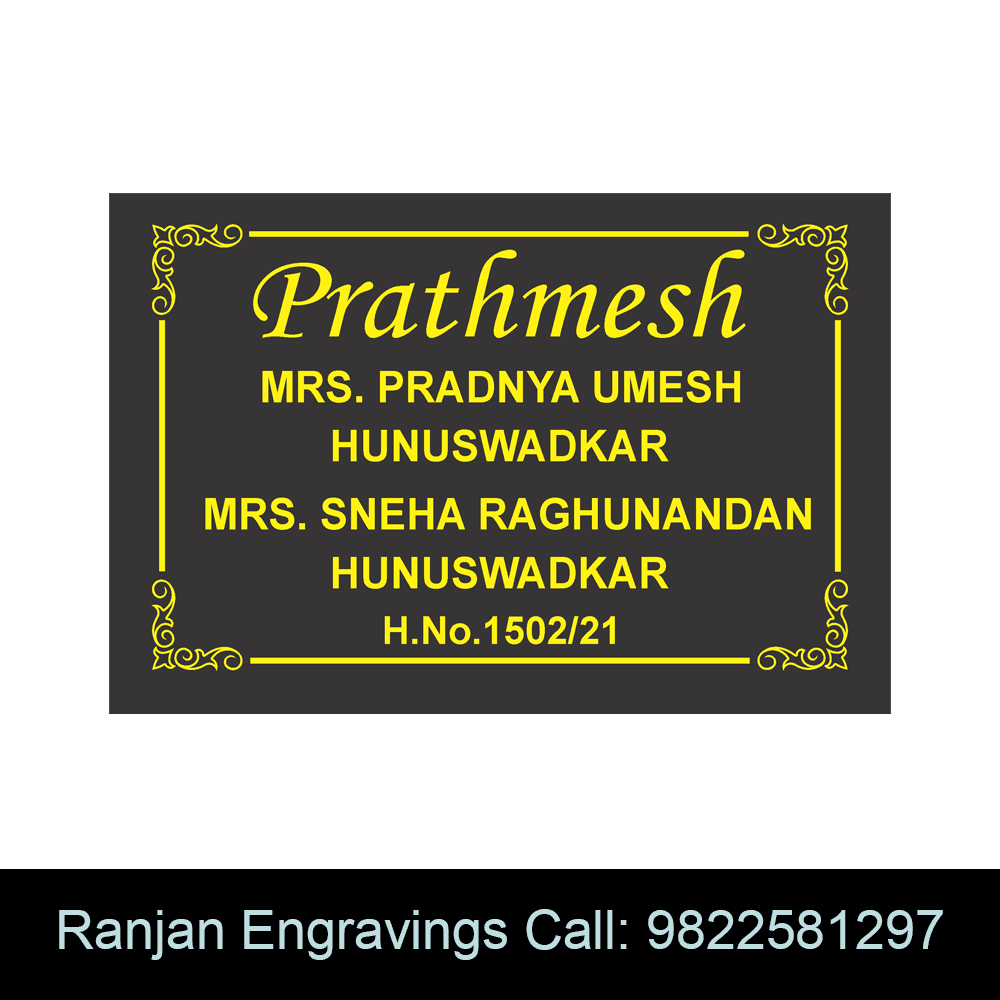 Prathmesh
MRS. PRADNYA UMESH
HUNUSWADKAR
MRS. SNEHA RAGHUNANDAN
HUNUSWADKAR
H.No.1502/21
Ranjan Engravings Call: 9822581297